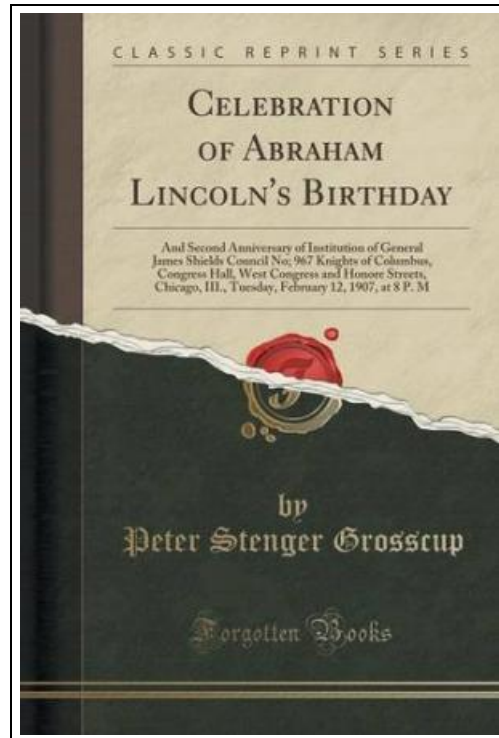 CLASSIC REPRINT SERIES
CELEBRATION
OF ABRAHAM
LINCOLN'S BIRTHDAY
And Second Anniversary of Institution of General
James Shields Council No; 967 Knights of Columbus,
Congress Hall, West Congress and Honore Streets,
Chicago, III., Tuesday, February 12, 1907, at 8 P. M
F
by
Peter Stenger Grosscup
Forgotten Books